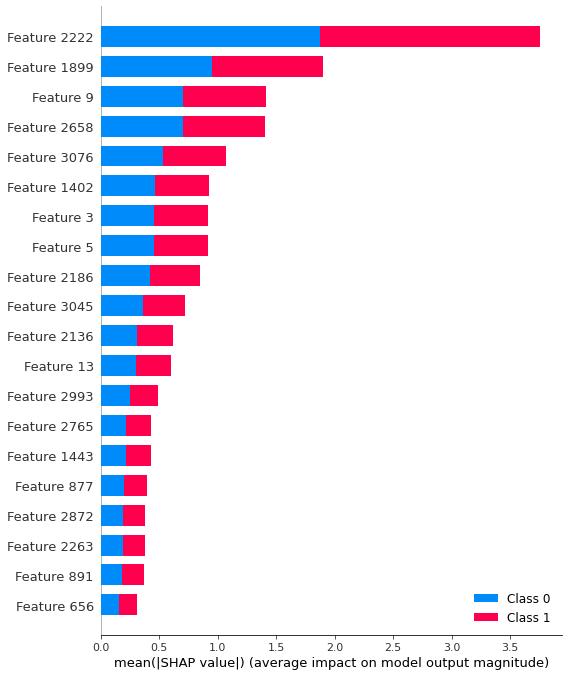 Feature 2222
Feature 1899
Feature 9
Feature 2658
Feature 3076
Feature 1402
Feature 3
Feature 5
Feature 2186
Feature 3045
Feature 2136
Feature 13
Feature 2993
Feature 2765
Feature 1443
Feature 877
Feature 2872
Feature 2263
Feature 891
Feature 656
Class 0
Class 1
0.0 0.5 1.0 1.5 2.0 2.5 3.0 3.5
mean(|SHAP value|) (average impact on model output magnitude)